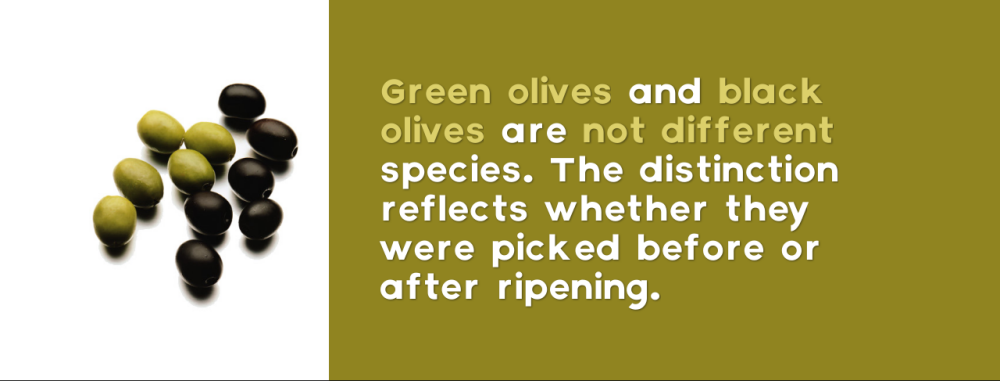 Green olives and black
olives are not different
species. The distinction
reflects whether they
were picked before or
after ripening.